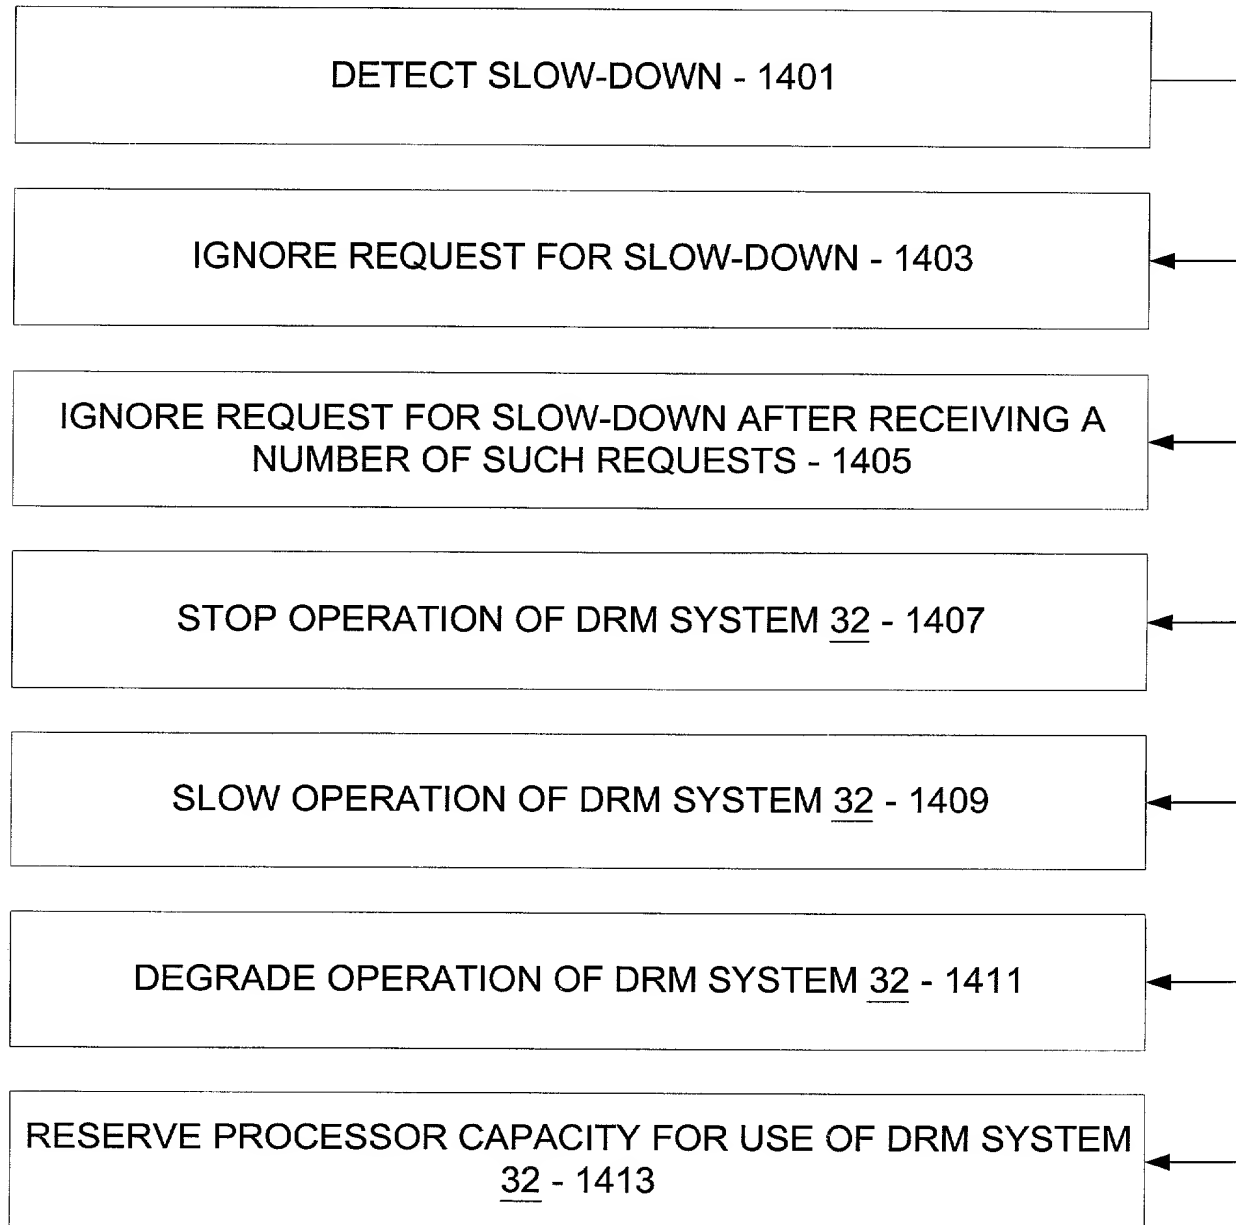 DETECT SLOW-DOWN - 1401
IGNORE REQUEST FOR SLOW-DOWN - 1403
IGNORE REQUEST FOR SLOW-DOWN AFTER RECEIVING A
NUMBER OF SUCH REQUESTS - 1405
STOP OPERATION OF DRM SYSTEM 32 - 1407
SLOW OPERATION OF DRM SYSTEM 32 - 1409
DEGRADE OPERATION OF DRM SYSTEM 32 - 1411
RESERVE PROCESSOR CAPACITY FOR USE OF DRM SYSTEM
32 - 1413